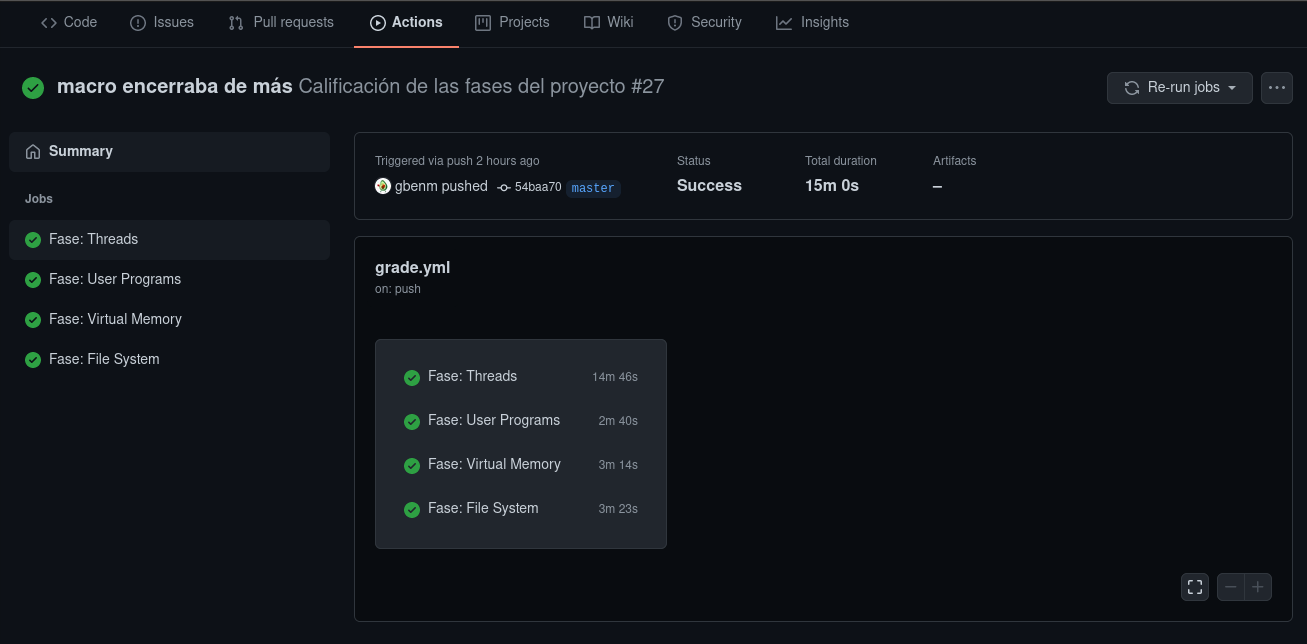 Code Issues Pull requests Actions Projects Wiki Security Insights
macro encerraba de más Calificación de las fases del proyecto #27
Re-run jobs
Summary
Jobs
Fase: Threads
Fase: User Programs
Fase: Virtual Memory
Fase: File System
Triggered via push 2 hours ago
gbenm pushed 54baa70 master
Status
Success
Total duration
15m 0s
Artifacts
–
grade.yml
on: push
Fase: Threads 14m 46s
Fase: User Programs 2m 40s
Fase: Virtual Memory 3m 14s
Fase: File System 3m 23s